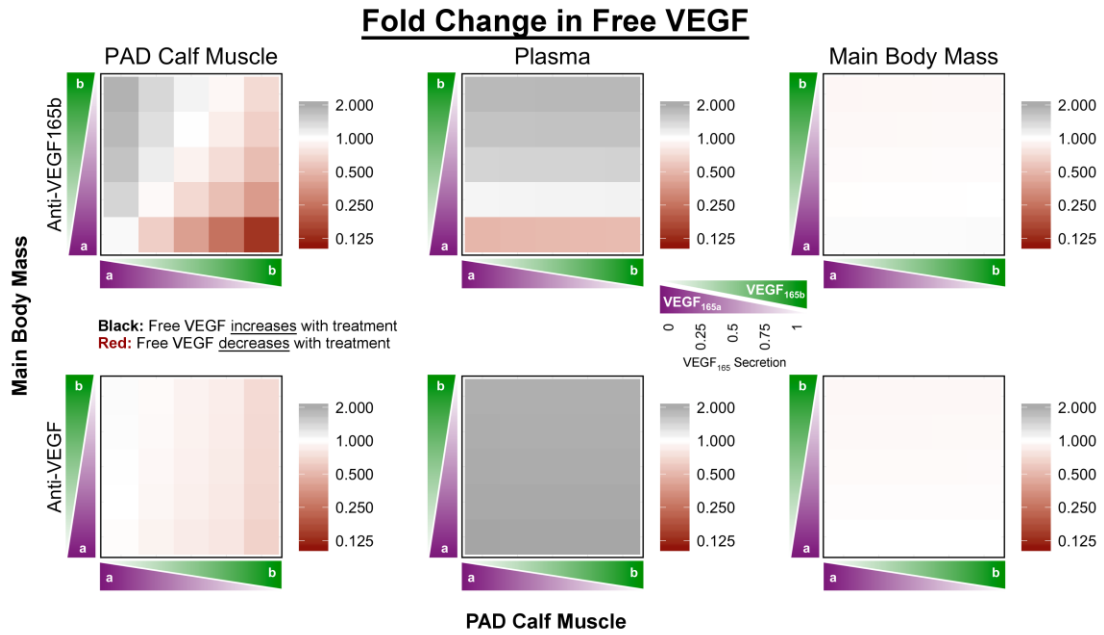 Fold Change in Free VEGF
PAD Calf Muscle
Plasma
Main Body Mass
Main Body Mass
Anti-VEGF165b
b
a
a
b
2.000
1.000
0.500
0.250
0.125
b
a
a
b
2.000
1.000
0.500
0.250
0.125
b
a
a
b
2.000
1.000
0.500
0.250
0.125
Black: Free VEGF increases with treatment
Red: Free VEGF decreases with treatment
VEGF165b
VEGF165a
0
0.25
0.5
0.75
1
VEGF165 Secretion
Anti-VEGF
b
a
a
b
2.000
1.000
0.500
0.250
0.125
b
a
a
b
2.000
1.000
0.500
0.250
0.125
b
a
a
b
2.000
1.000
0.500
0.250
0.125
PAD Calf Muscle